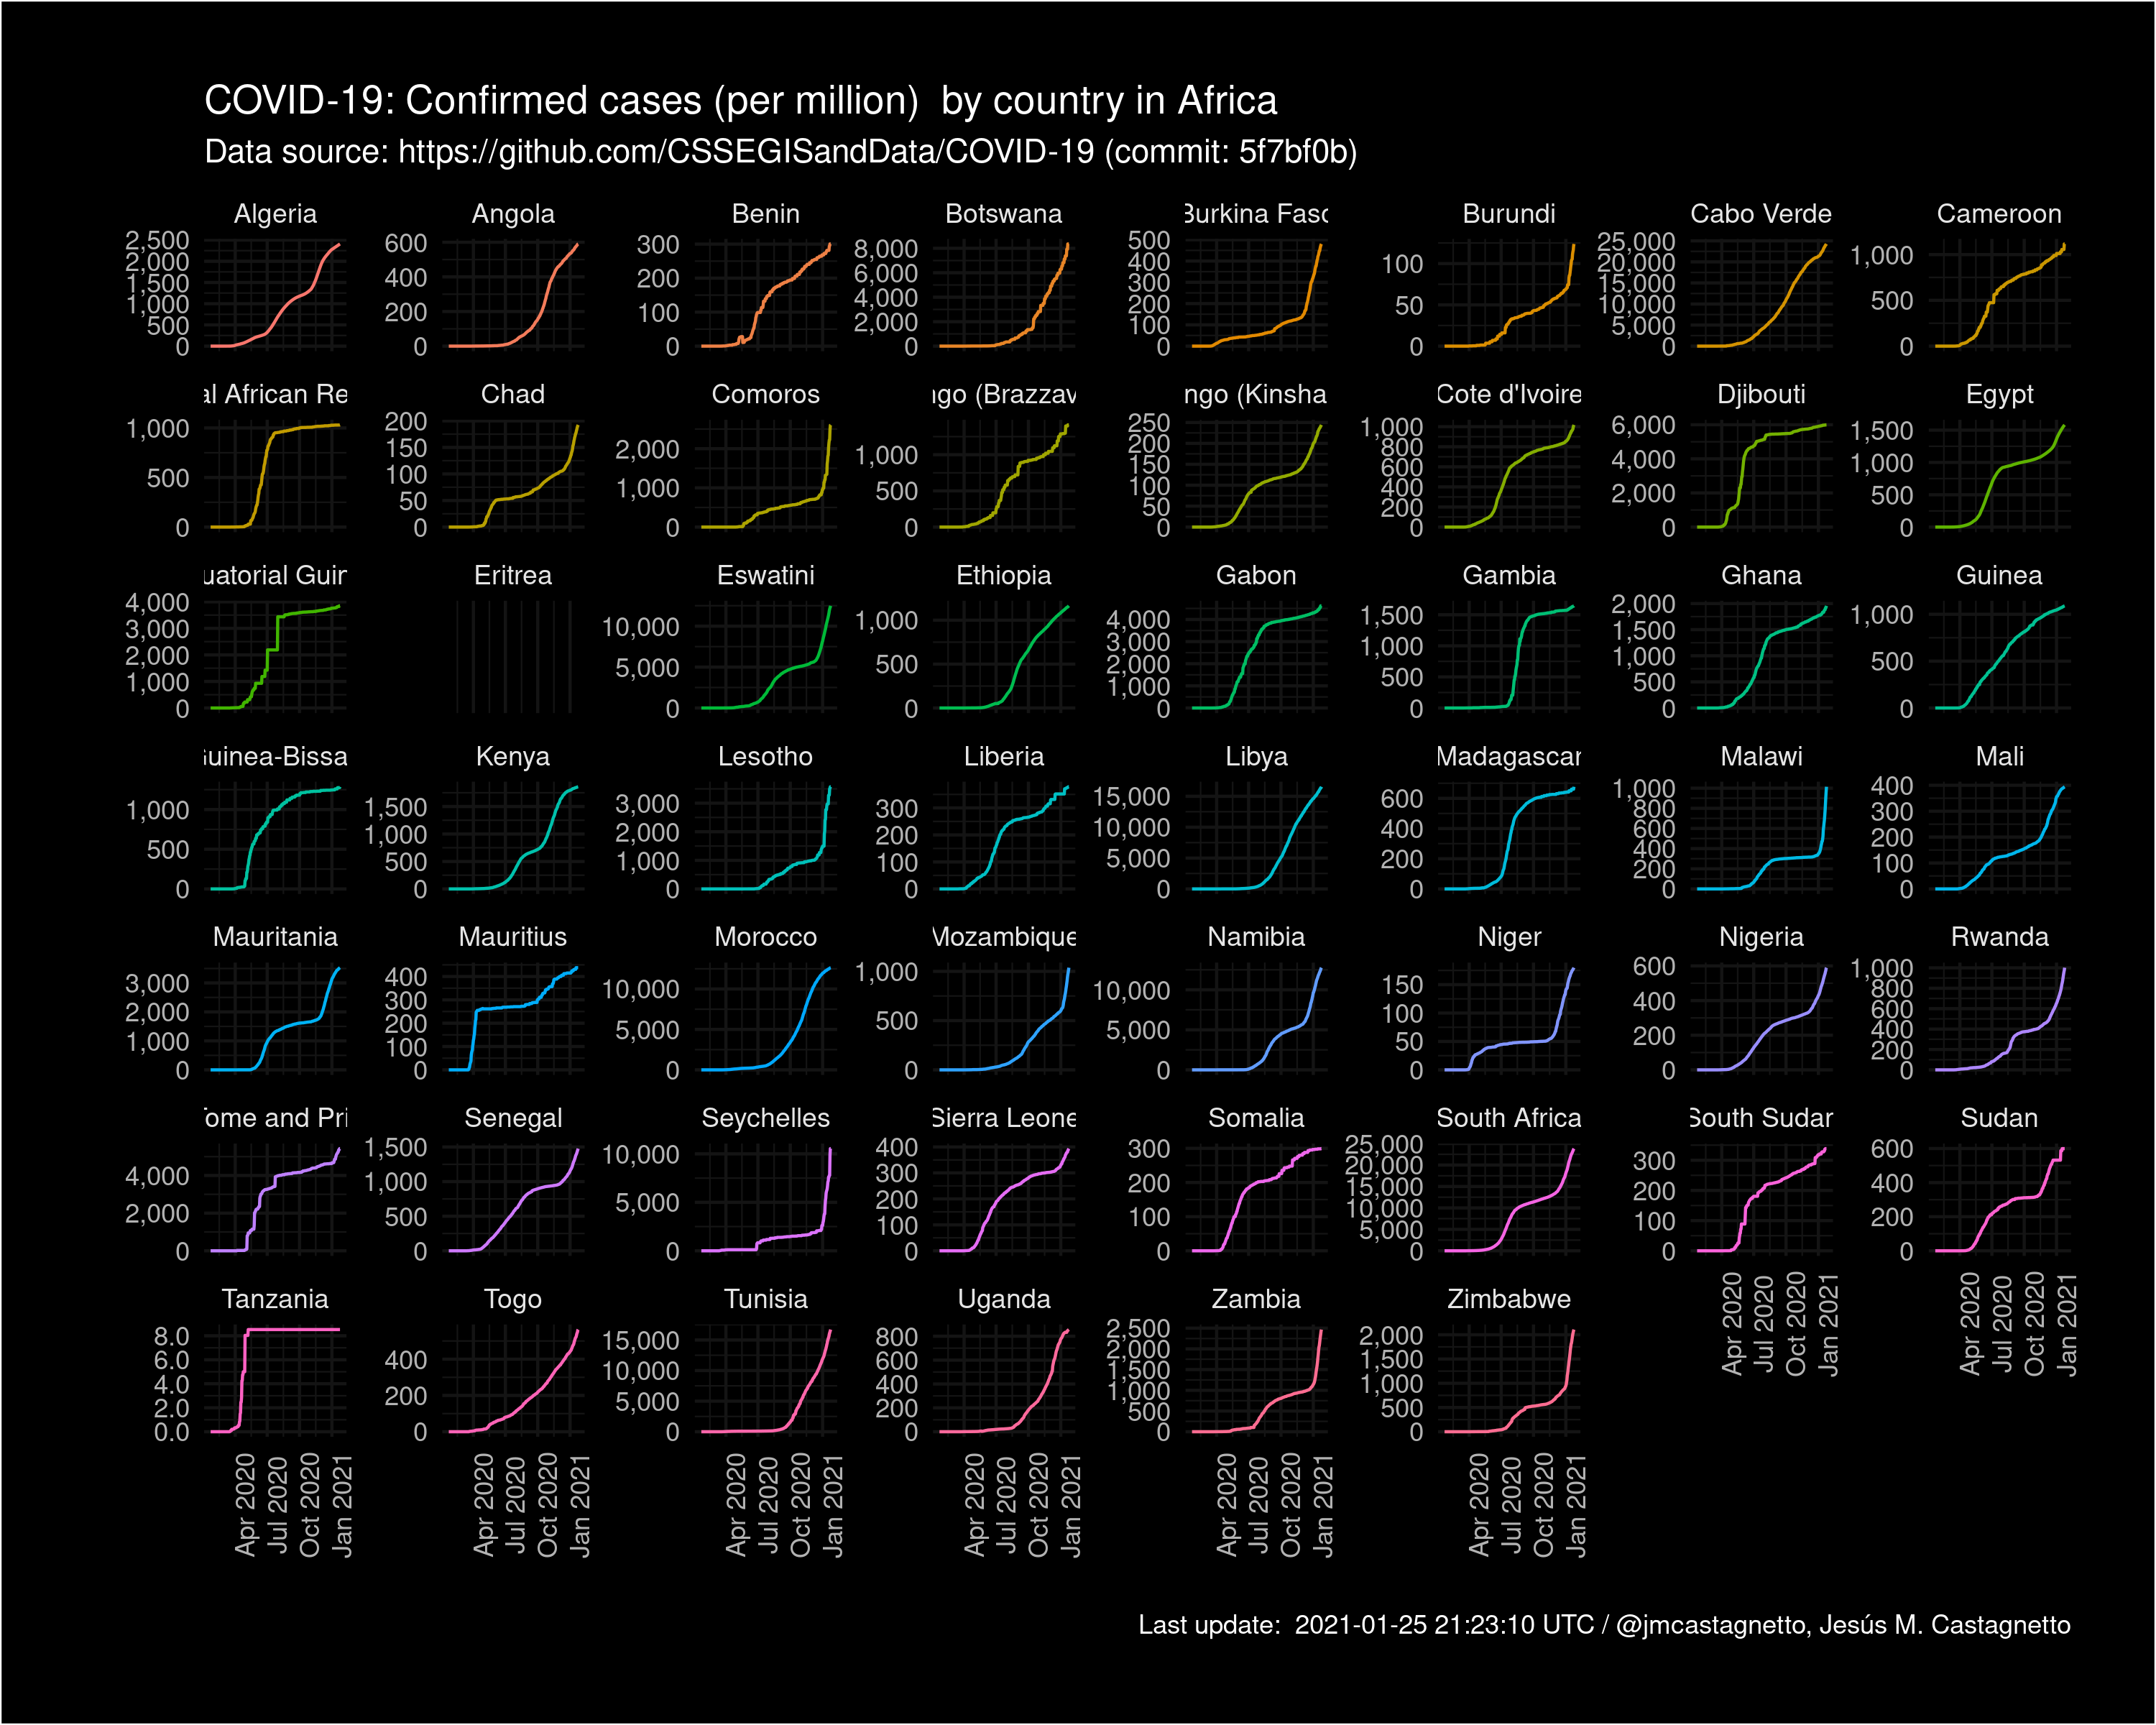 COVID-19: Confirmed cases (per million)  by country in Africa
Data source: https://github.com/CSSEGISandData/COVID-19 (commit: 5f7bf0b)
Algeria Angola Benin Botswana Burkina Faso Burundi Cabo Verde Cameroon
2,500 2,000 1,500 1,000 500 0
600 400 200 0
300 200 100 0
8,000 6,000 4,000 2,000
500 400 300 200 100 0
100 50 0
25,000 20,000 15,000 10,000 5,000 0
1,000 500 0
al African Re Chad Comoros ngo (Brazzav ngo (Kinsha Cote d'Ivoire Djibouti Egypt
1,000 500 0
200 150 100 50 0
2,000 1,000 0
1,000 500 0
250 200 150 100 50 0
1,000 800 600 400 200 0
6,000 4,000 2,000 0
1,500 1,000 500 0
uatorial Guin Eritrea Eswatini Ethiopia Gabon Gambia Ghana Guinea
4,000 3,000 2,000 1,000 0
10,000 5,000 0
1,000 500 0
4,000 3,000 2,000 1,000 0
1,500 1,000 500 0
2,000 1,500 1,000 500 0
1,000 500 0
Guinea-Bissa Kenya Lesotho Liberia Libya Madagascar Malawi Mali
1,000 500 0
1,500 1,000 500 0
3,000 2,000 1,000 0
300 200 100 0
15,000 10,000 5,000 0
600 400 200 0
1,000 800 600 400 200 0
400 300 200 100 0
Mauritania Mauritius Morocco Mozambique Namibia Niger Nigeria Rwanda
3,000 2,000 1,000 0
400 300 200 100 0
10,000 5,000 0
1,000 500 0
10,000 5,000 0
150 100 50 0
600 400 200 0
1,000 800 600 400 200 0
Tome and Pri Senegal Seychelles Sierra Leone Somalia South Africa South Sudan Sudan
4,000 2,000 0
1,500 1,000 500 0
10,000 5,000 0
400 300 200 100 0
300 200 100 0
25,000 20,000 15,000 10,000 5,000 0
300 200 100 0
600 400 200 0
Apr 2020 Jul 2020 Oct 2020 Jan 2021
Apr 2020 Jul 2020 Oct 2020 Jan 2021
Tanzania Togo Tunisia Uganda Zambia Zimbabwe
8.0 6.0 4.0 2.0 0.0
400 200 0
15,000 10,000 5,000 0
800 600 400 200 0
2,500 2,000 1,500 1,000 500 0
2,000 1,500 1,000 500 0
Apr 2020 Jul 2020 Oct 2020 Jan 2021
Apr 2020 Jul 2020 Oct 2020 Jan 2021
Apr 2020 Jul 2020 Oct 2020 Jan 2021
Apr 2020 Jul 2020 Oct 2020 Jan 2021
Apr 2020 Jul 2020 Oct 2020 Jan 2021
Apr 2020 Jul 2020 Oct 2020 Jan 2021
Last update:  2021-01-25 21:23:10 UTC / @jmcastagnetto, Jesús M. Castagnetto